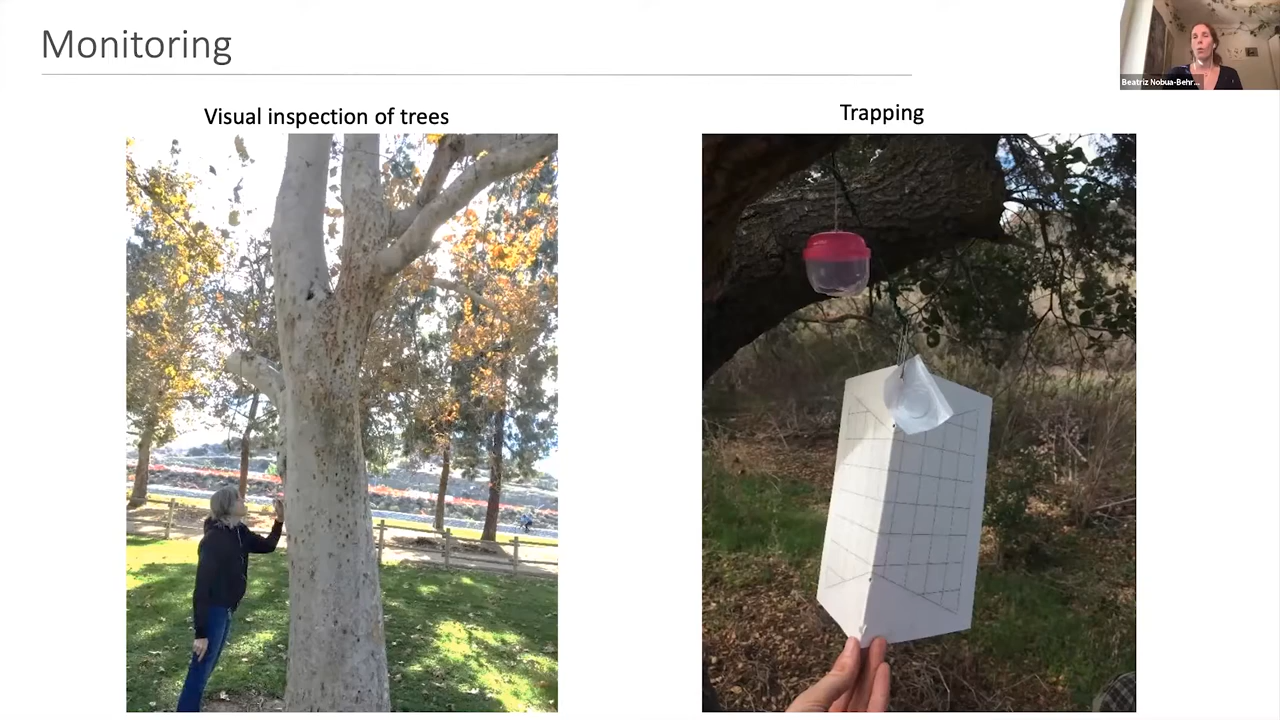 Monitoring
Beatriz Nobua-Behr...
Visual inspection of trees
Trapping